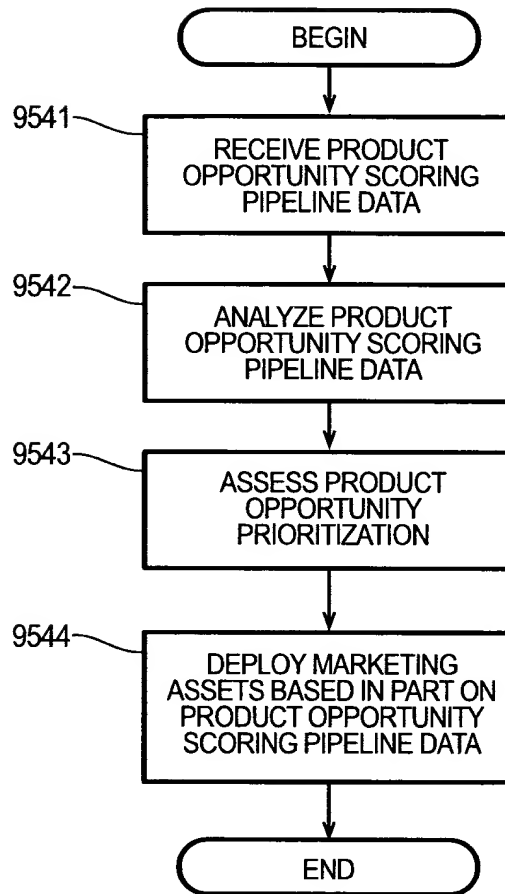 BEGIN
9541
RECEIVE PRODUCT
OPPORTUNITY SCORING
PIPELINE DATA
9542
ANALYZE PRODUCT
OPPORTUNITY SCORING
PIPELINE DATA
9543
ASSESS PRODUCT
OPPORTUNITY
PRIORITIZATION
9544
DEPLOY MARKETING
ASSETS BASED IN PART ON
PRODUCT OPPORTUNITY
SCORING PIPELINE DATA
END